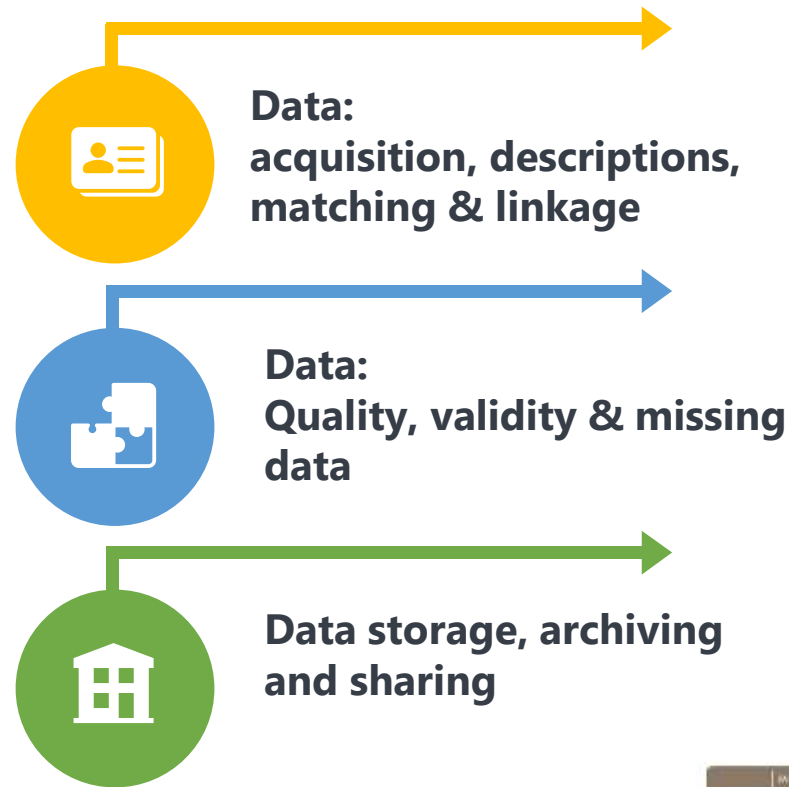 Data:
acquisition, descriptions,
matching & linkage
Data:
Quality, validity & missing
data
Data storage, archiving
and sharing